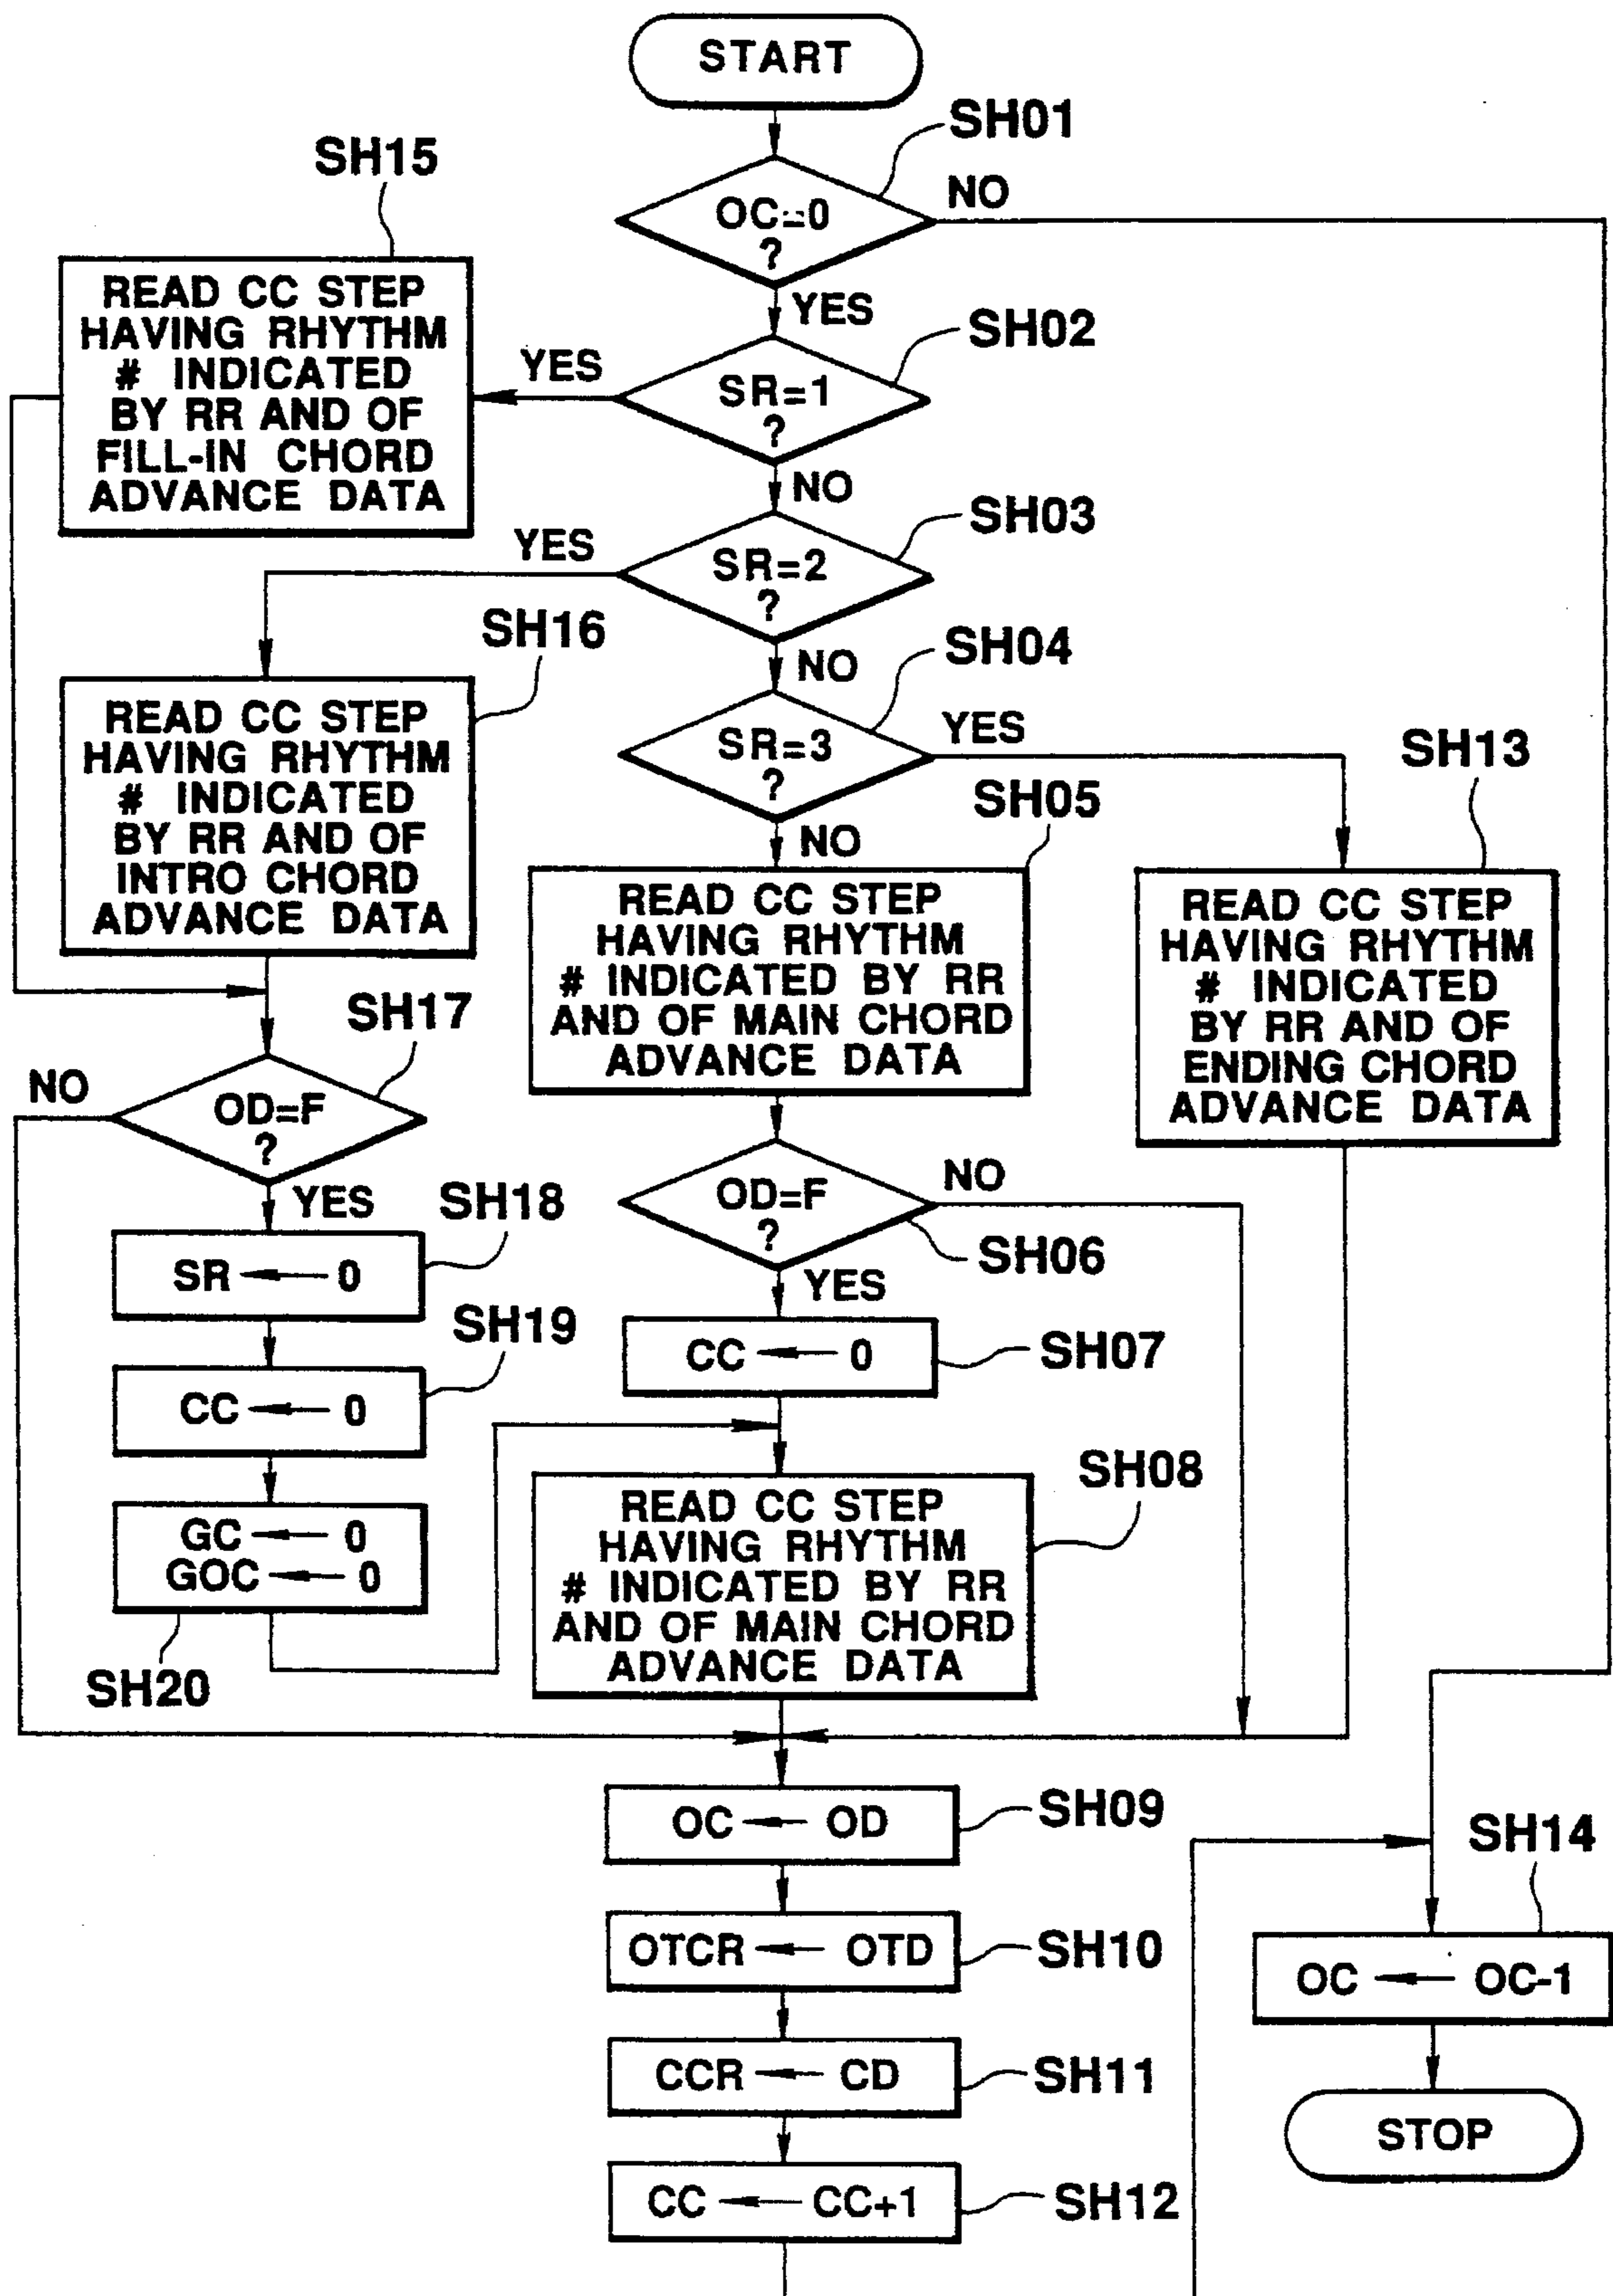 START
SH01
OC=0
?
NO
YES
SH15
READ CC STEP
HAVING RHYTHM
# INDICATED
BY RR AND OF
FILL-IN CHORD
ADVANCE DATA
SH02
SR=1
?
YES
NO
SH03
SR=2
?
YES
NO
SH16
READ CC STEP
HAVING RHYTHM
# INDICATED
BY RR AND OF
INTRO CHORD
ADVANCE DATA
SH04
SR=3
?
YES
NO
SH05
READ CC STEP
HAVING RHYTHM
# INDICATED BY RR
AND OF MAIN CHORD
ADVANCE DATA
SH13
READ CC STEP
HAVING RHYTHM
# INDICATED
BY RR AND OF
ENDING CHORD
ADVANCE DATA
SH17
NO
OD=F
?
YES
SH18
SR ← 0
SH19
CC ← 0
GC ← 0
GOC ← 0
SH20
OD=F
?
NO
SH06
YES
CC ← 0
SH07
SH08
READ CC STEP
HAVING RHYTHM
# INDICATED BY RR
AND OF MAIN CHORD
ADVANCE DATA
OC ← OD
SH09
OTCR ← OTD
SH10
CCR ← CD
SH11
CC ← CC+1
SH12
SH14
OC ← OC-1
STOP